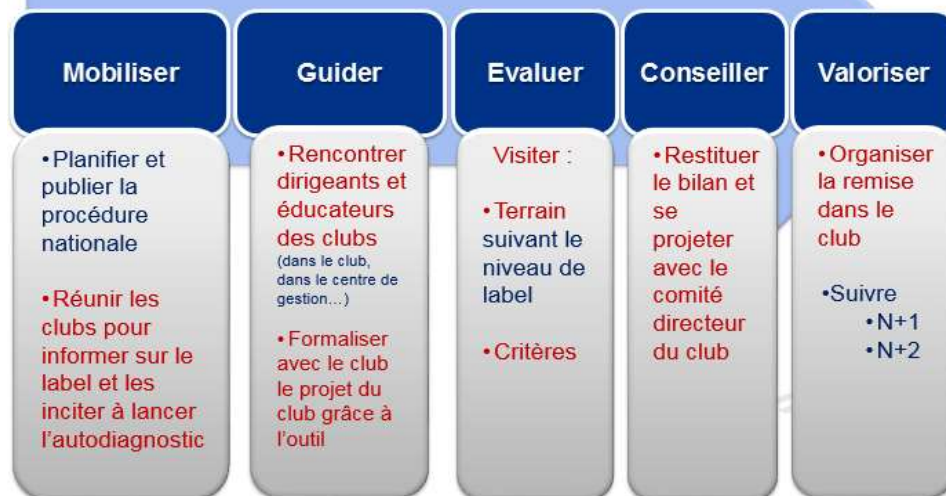 Mobiliser
•Planifier et
publier la
procédure
nationale
•Réunir les
clubs pour
informer sur le
label et les
inciter à lancer
l'autodiagnostic
Guider
•Rencontrer
dirigeants et
éducateurs
des clubs
(dans le club,
dans le centre de
gestion…)
•Formaliser
avec le club
le projet du
club grâce à
l'outil
Evaluer
Visiter :
•Terrain
suivant le
niveau de
label
•Critères
Conseiller
•Restituer
le bilan et
se
projeter
avec le
comité
directeur
du club
Valoriser
•Organiser
la remise
dans le
club
•Suivre
•N+1
•N+2